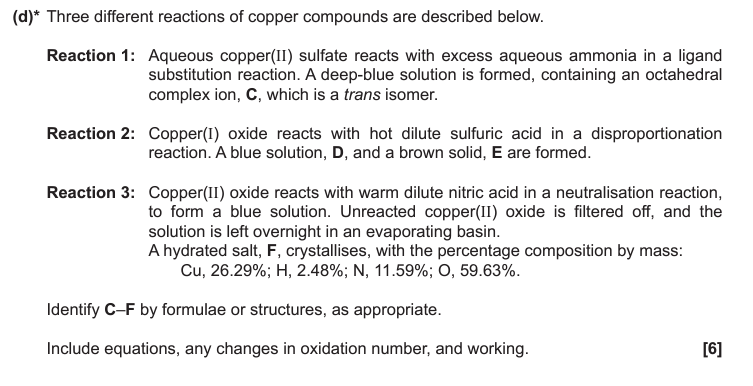 (d)* Three different reactions of copper compounds are described below.
Reaction 1: Aqueous copper(II) sulfate reacts with excess aqueous ammonia in a ligand
substitution reaction. A deep-blue solution is formed, containing an octahedral
complex ion, C, which is a trans isomer.
Reaction 2: Copper(I) oxide reacts with hot dilute sulfuric acid in a disproportionation
reaction. A blue solution, D, and a brown solid, E are formed.
Reaction 3: Copper(II) oxide reacts with warm dilute nitric acid in a neutralisation reaction,
to form a blue solution. Unreacted copper(II) oxide is filtered off, and the
solution is left overnight in an evaporating basin.
A hydrated salt, F, crystallises, with the percentage composition by mass:
Cu, 26.29%; H, 2.48%; N, 11.59%; O, 59.63%.
Identify C–F by formulae or structures, as appropriate.
Include equations, any changes in oxidation number, and working. [6]